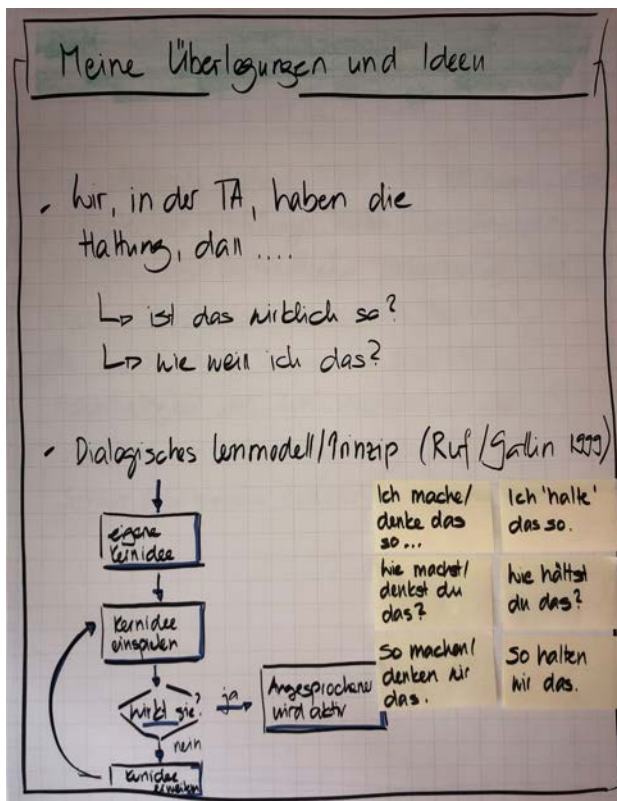 Meine Überlegungen und Ideen
• Wir, in der TA, haben die
Haltung, daß ....
↳ ist das wirklich so?
↳ Wie weiß ich das?
• Dialogisches Lernmodell/Prinzip (Ruf/Gallin 1999)
eigene
Kernidee
Kernidee
einspielen
wirkt sie?
ja
Angesprochener
wird aktiv
nein
Kernidee
Ich mache/
denke das
so...
Ich 'halte'
das so.
Wie machst/
denkst du
das?
Wie hältst
du das?
So machen/
denken wir
das.
So halten
wir das.